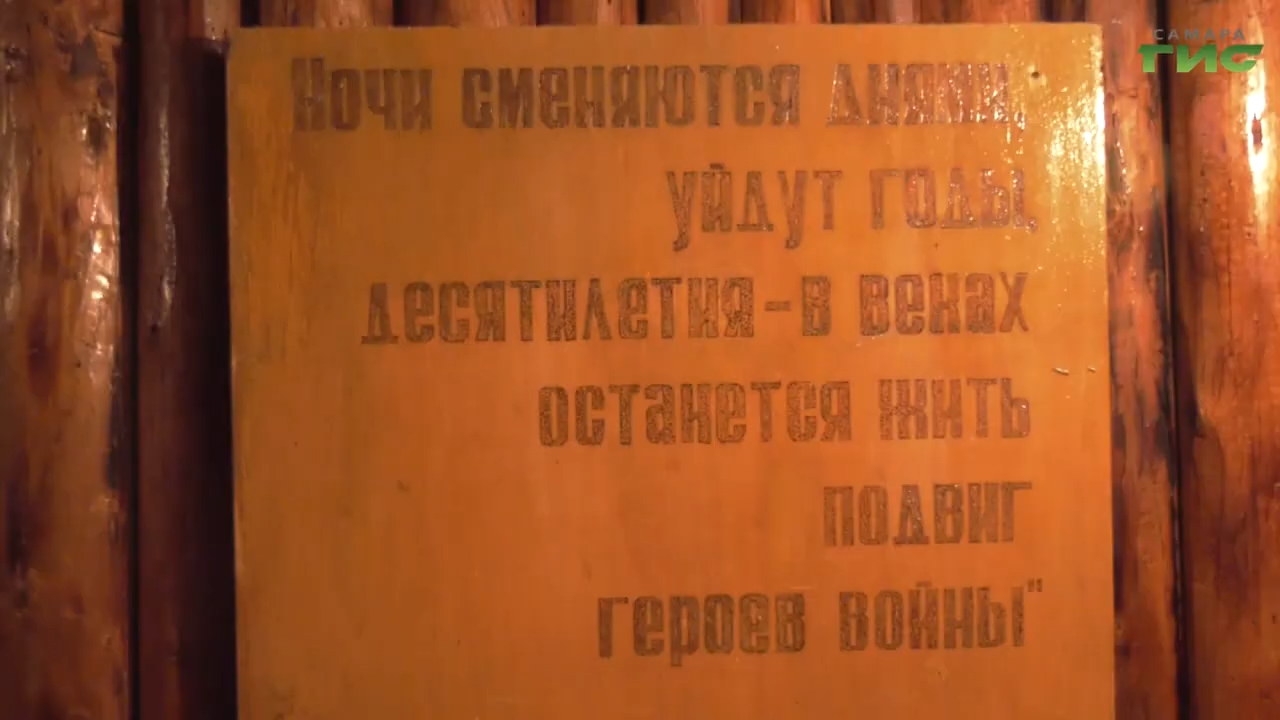 САМАРА
ГИС
Ночи сменяются днями,
уйдут годы,
десятилетия - в веках
останется жить
подвиг
героев войны"